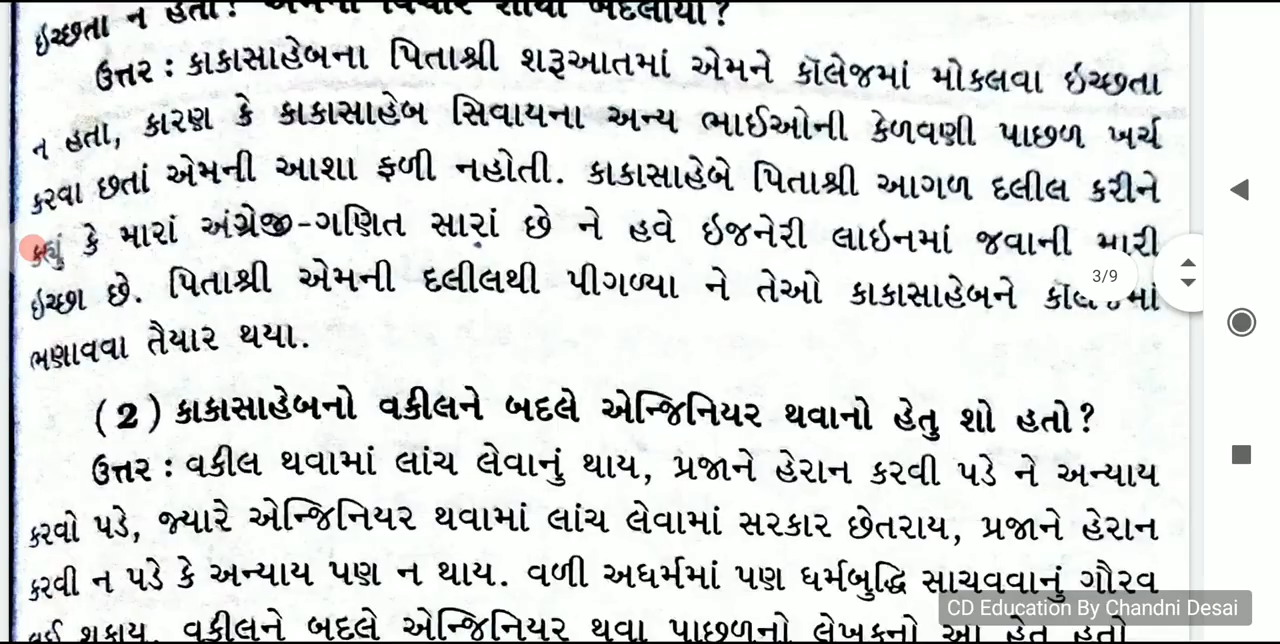 ઇચ્છતા ન હતા? એમના વિચાર શાથી બદલાયા?
ઉત્તર : કાકાસાહેબના પિતાશ્રી શરૂઆતમાં એમને કૉલેજમાં મોકલવા ઇચ્છતા
ન હતા, કારણ કે કાકાસાહેબ સિવાયના અન્ય ભાઈઓની કેળવણી પાછળ ખર્ચ
કરવા છતાં એમની આશા ફળી નહોતી. કાકાસાહેબે પિતાશ્રી આગળ દલીલ કરીને
કહ્યું કે મારાં અંગ્રેજી-ગણિત સારાં છે ને હવે ઇજનેરી લાઇનમાં જવાની મારી
ઇચ્છા છે. પિતાશ્રી એમની દલીલથી પીગળ્યા ને તેઓ કાકાસાહેબને
ભણાવવા તૈયાર થયા.
3/9
(2) કાકાસાહેબનો વકીલને બદલે એન્જિનિયર થવાનો હેતુ શો હતો?
ઉત્તર : વકીલ થવામાં લાંચ લેવાનું થાય, પ્રજાને હેરાન કરવી પડે ને અન્યાય
કરવો પડે, જ્યારે એન્જિનિયર થવામાં લાંચ લેવામાં સરકાર છેતરાય, પ્રજાને હેરાન
કરવી ન પડે કે અન્યાય પણ ન થાય. વળી અધર્મમાં પણ ધર્મબુદ્ધિ સાચવવાનું ગૌરવ
લઈ શકાય. વકીલને બદલે એન્જિનિયર થવા પાછળનો લેખકનો આ હેતુ હતો.
CD Education By Chandni Desai